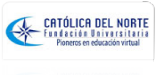 CATÓLICA DEL NORTE
Fundación Universitaria
Pioneros en educación virtual